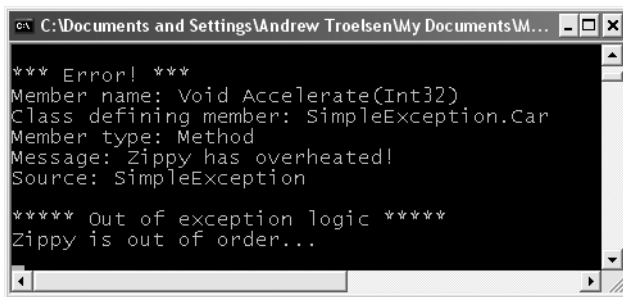 C:\Documents and Settings\Andrew Troelsen\My Documents\M...
*** Error! ***
Member name: Void Accelerate(Int32)
Class defining member: SimpleException.Car
Member type: Method
Message: Zippy has overheated!
Source: SimpleException
***** Out of exception logic *****
Zippy is out of order...